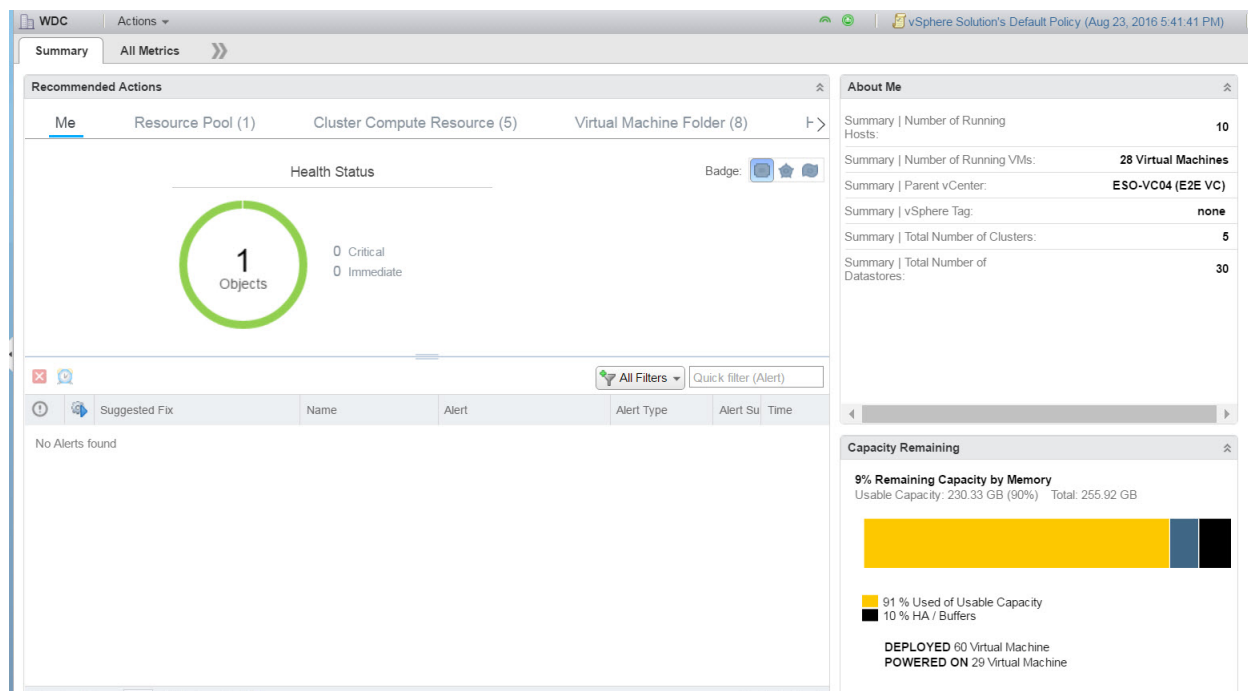 WDC Actions
vSphere Solution's Default Policy (Aug 23, 2016 5:41:41 PM)
Summary All Metrics
Recommended Actions
Me Resource Pool (1) Cluster Compute Resource (5) Virtual Machine Folder (8)
Health Status
Badge:
1
Objects
0 Critical
0 Immediate
All Filters Quick filter (Alert)
Suggested Fix Name Alert Alert Type Alert Su Time
No Alerts found
About Me
Summary | Number of Running
Hosts: 10
Summary | Number of Running VMs: 28 Virtual Machines
Summary | Parent vCenter: ESO-VC04 (E2E VC)
Summary | vSphere Tag: none
Summary | Total Number of Clusters: 5
Summary | Total Number of
Datastores: 30
Capacity Remaining
9% Remaining Capacity by Memory
Usable Capacity: 230.33 GB (90%) Total: 255.92 GB
91 % Used of Usable Capacity
10 % HA / Buffers
DEPLOYED 60 Virtual Machine
POWERED ON 29 Virtual Machine